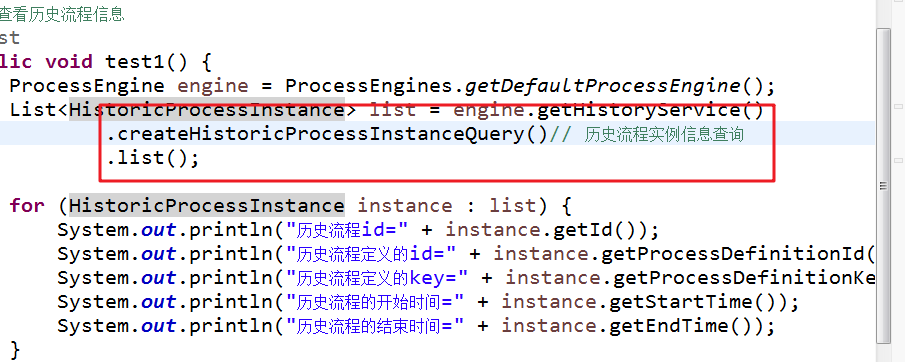 查看历史流程信息
st
lic void test1() {
ProcessEngine engine = ProcessEngines.getDefaultProcessEngine();
List<HistoricProcessInstance> list = engine.getHistoryService()
.createHistoricProcessInstanceQuery()// 历史流程实例信息查询
.list();
for (HistoricProcessInstance instance : list) {
System.out.println("历史流程id=" + instance.getId());
System.out.println("历史流程定义的id=" + instance.getProcessDefinitionId(
System.out.println("历史流程定义的key=" + instance.getProcessDefinitionKe
System.out.println("历史流程的开始时间=" + instance.getStartTime());
System.out.println("历史流程的结束时间=" + instance.getEndTime());
}